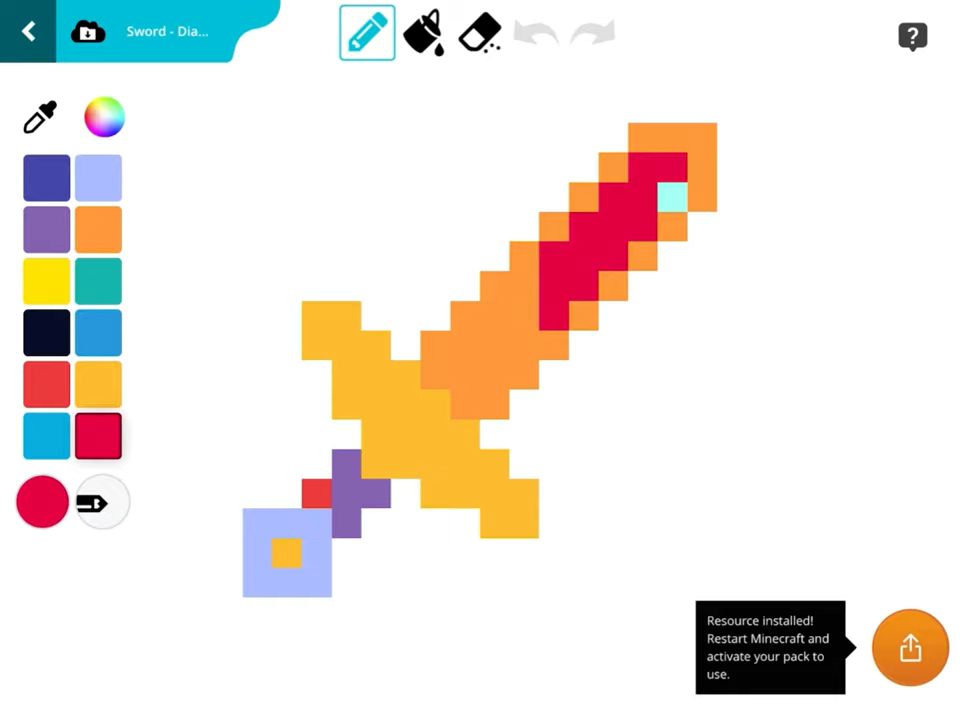 Sword - Dia...
?
Resource installed!
Restart Minecraft and
activate your pack to
use.